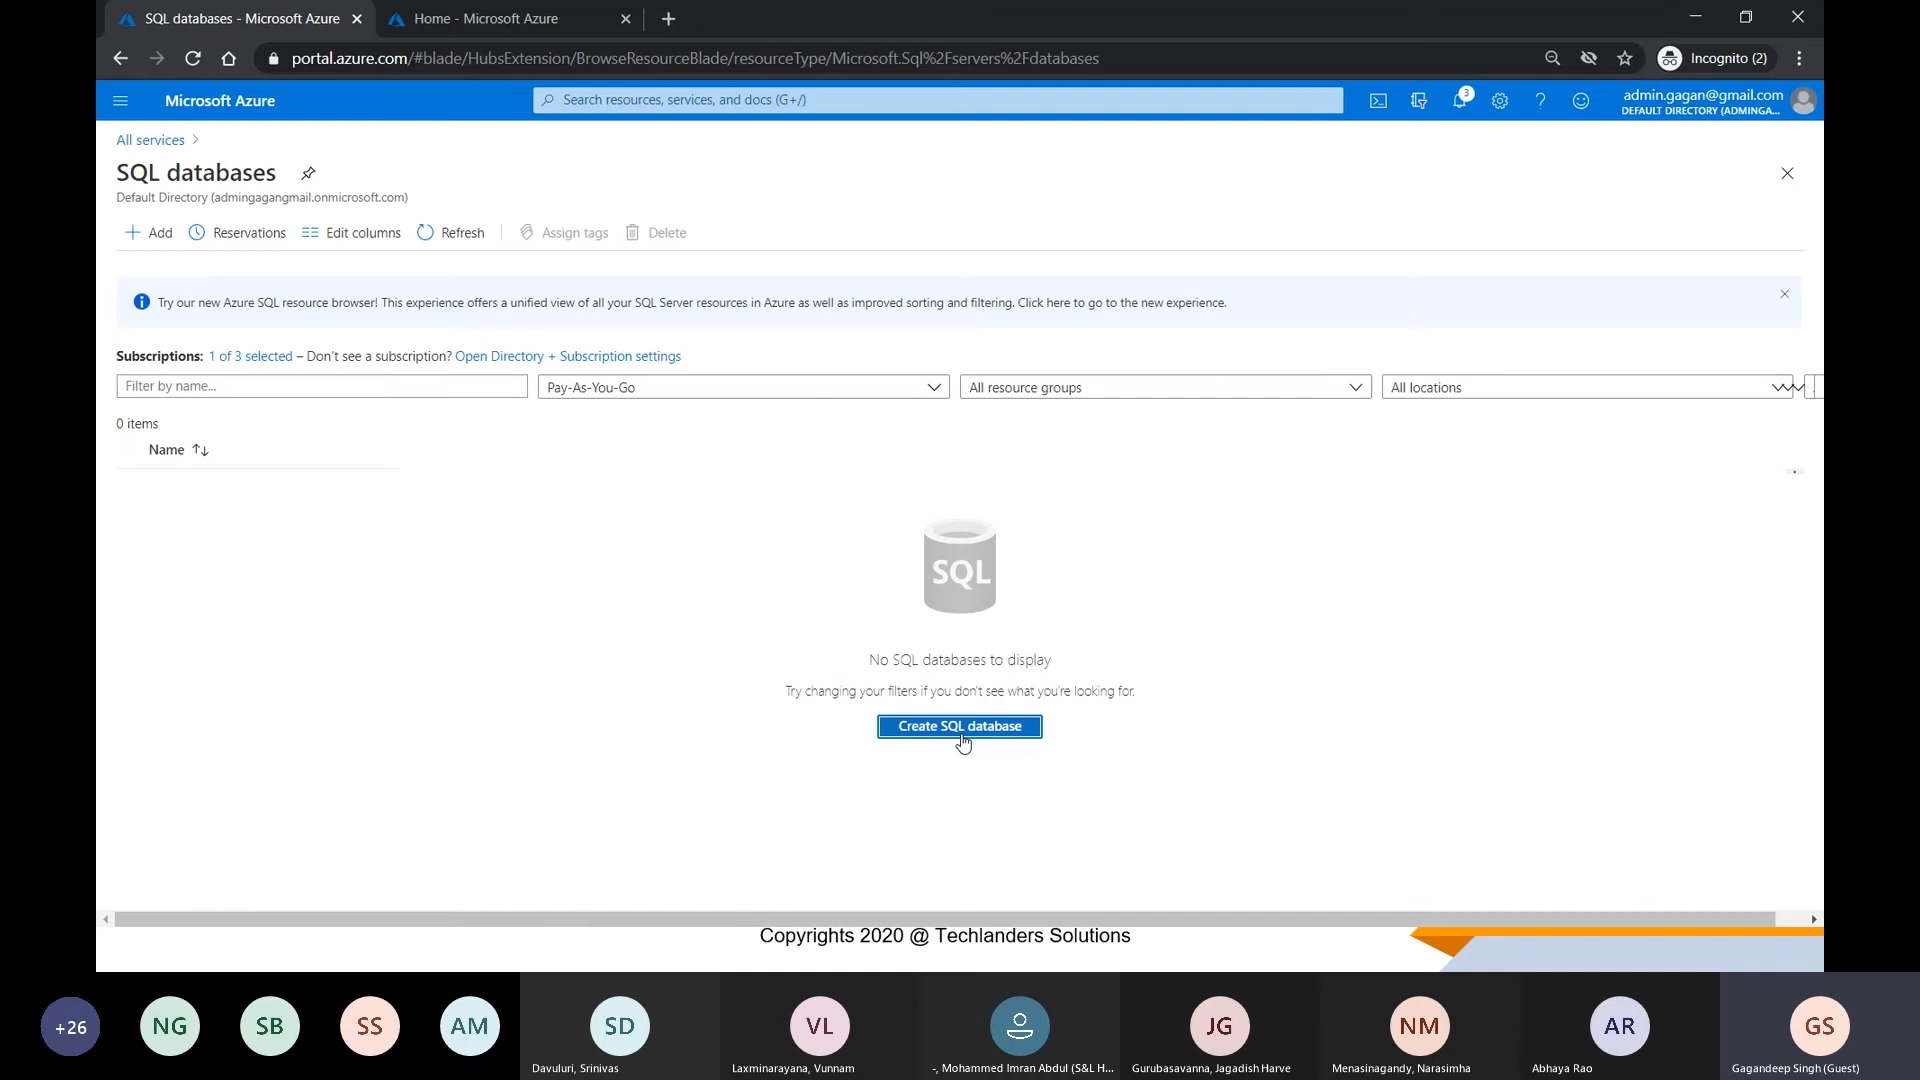 SQL databases - Microsoft Azure
Home - Microsoft Azure
portal.azure.com/#blade/HubsExtension/BrowseResourceBlade/resourceType/Microsoft.Sql%2Fservers%2Fdatabases
Incognito (2)
Microsoft Azure
Search resources, services, and docs (G+/)
3
admin.gagan@gmail.com
DEFAULT DIRECTORY (ADMINGA...
All services
SQL databases
Default Directory (admingagangmail.onmicrosoft.com)
Add
Reservations
Edit columns
Refresh
Assign tags
Delete
Try our new Azure SQL resource browser! This experience offers a unified view of all your SQL Server resources in Azure as well as improved sorting and filtering. Click here to go to the new experience.
Subscriptions: 1 of 3 selected – Don't see a subscription? Open Directory + Subscription settings
Filter by name...
Pay-As-You-Go
All resource groups
All locations
0 items
Name
SQL
No SQL databases to display
Try changing your filters if you don't see what you're looking for.
Create SQL database
Copyrights 2020 @ Techlanders Solutions
+26
NG
SB
SS
AM
SD
VL
JG
NM
AR
GS
Davuluri, Srinivas
Laxminarayana, Vunnam
-, Mohammed Imran Abdul (S&L H...
Gurubasavanna, Jagadish Harve
Menasinagandy, Narasimha
Abhaya Rao
Gagandeep Singh (Guest)